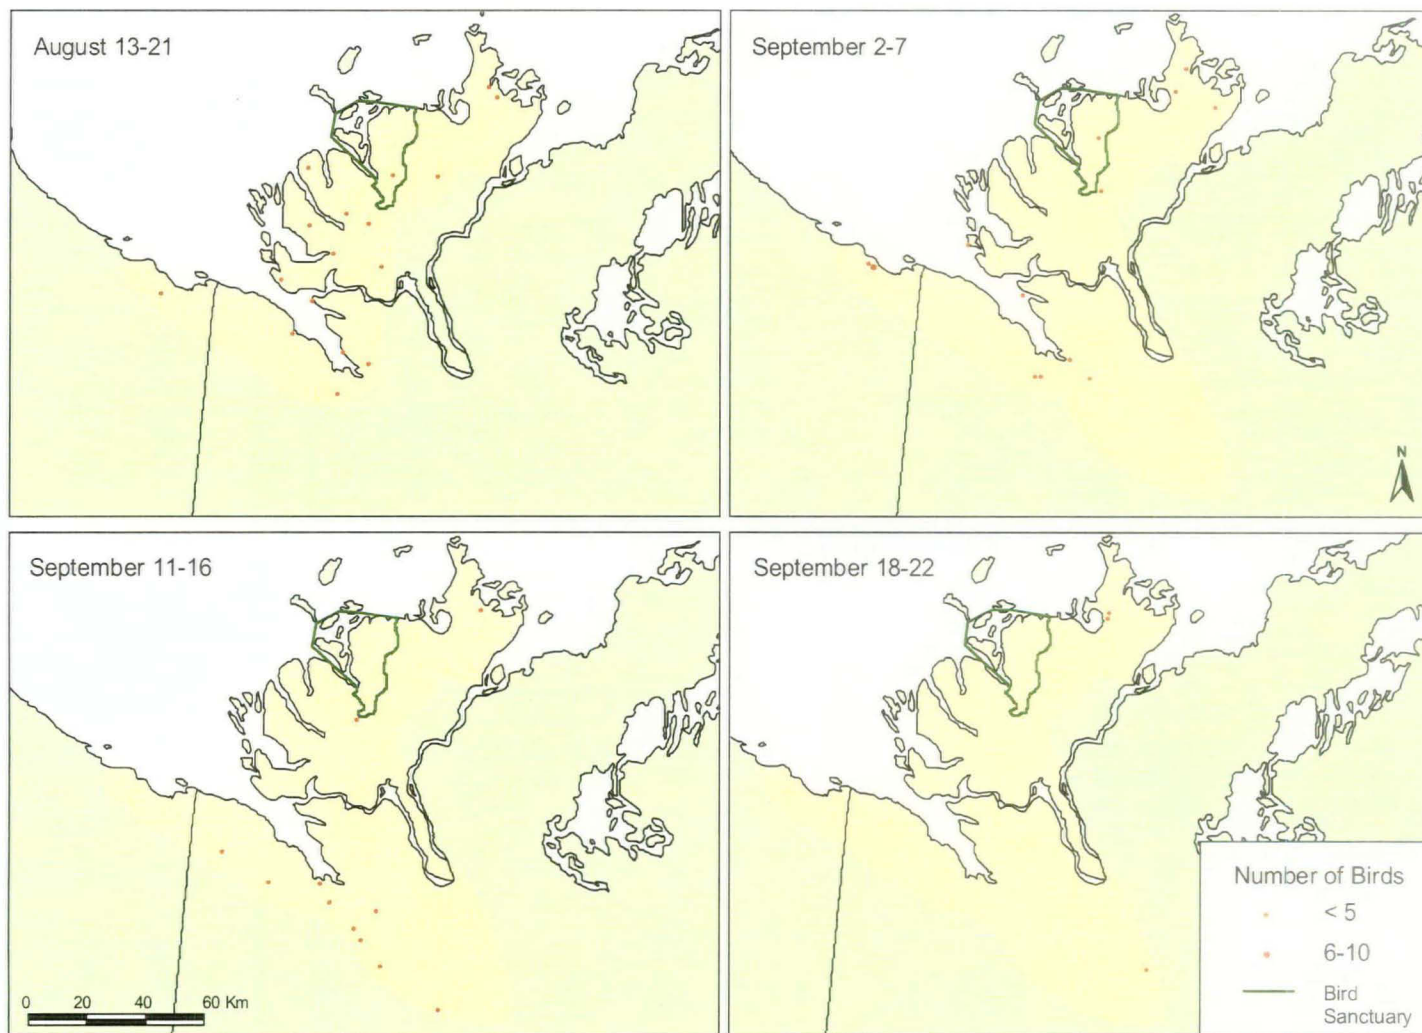 August 13-21
September 2-7
N
September 11-16
September 18-22
0 20 40 60 Km
Number of Birds
< 5
6-10
Bird
Sanctuary